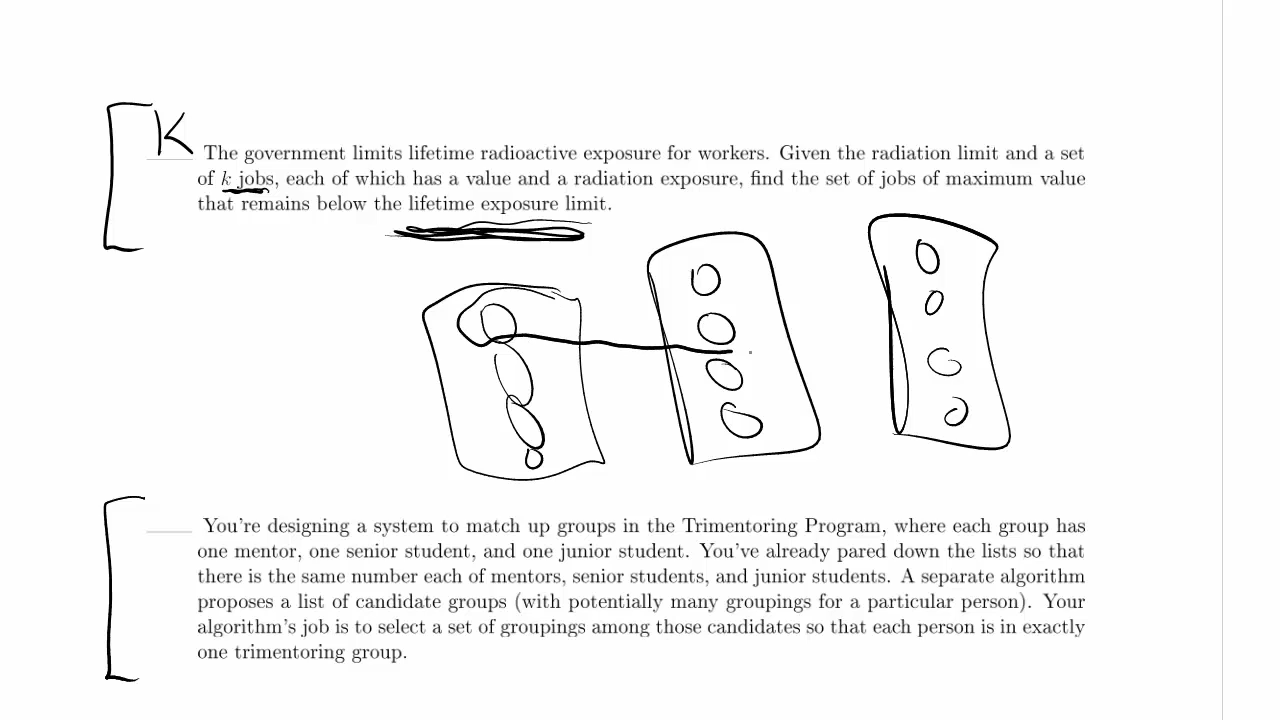 K
The government limits lifetime radioactive exposure for workers. Given the radiation limit and a set
of k jobs, each of which has a value and a radiation exposure, find the set of jobs of maximum value
that remains below the lifetime exposure limit.
You're designing a system to match up groups in the Trimentoring Program, where each group has
one mentor, one senior student, and one junior student. You've already pared down the lists so that
there is the same number each of mentors, senior students, and junior students. A separate algorithm
proposes a list of candidate groups (with potentially many groupings for a particular person). Your
algorithm's job is to select a set of groupings among those candidates so that each person is in exactly
one trimentoring group.